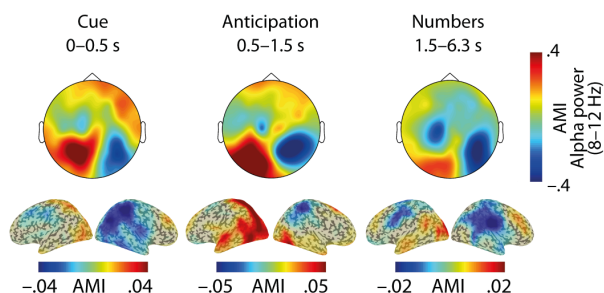 Cue
0–0.5 s
Anticipation
0.5–1.5 s
Numbers
1.5–6.3 s
.4
AMI
Alpha power
(8–12 Hz)
–.4
–.04 AMI .04
–.05 AMI .05
–.02 AMI .02